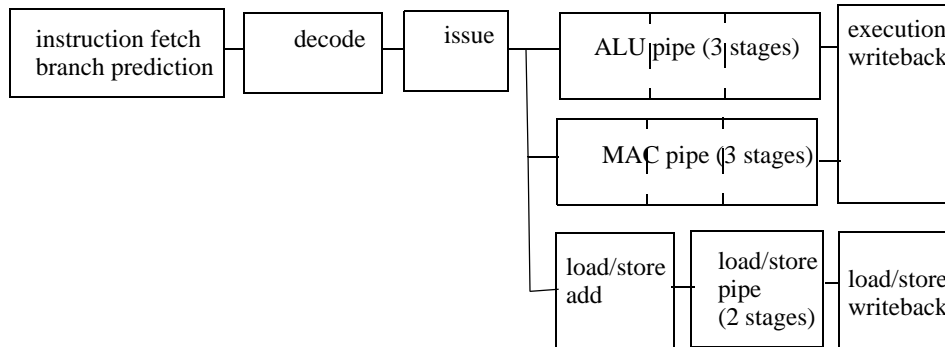 instruction fetch
branch prediction
decode
issue
ALU pipe (3 stages)
execution
writeback
MAC pipe (3 stages)
load/store
add
load/store
pipe
(2 stages)
load/store
writeback